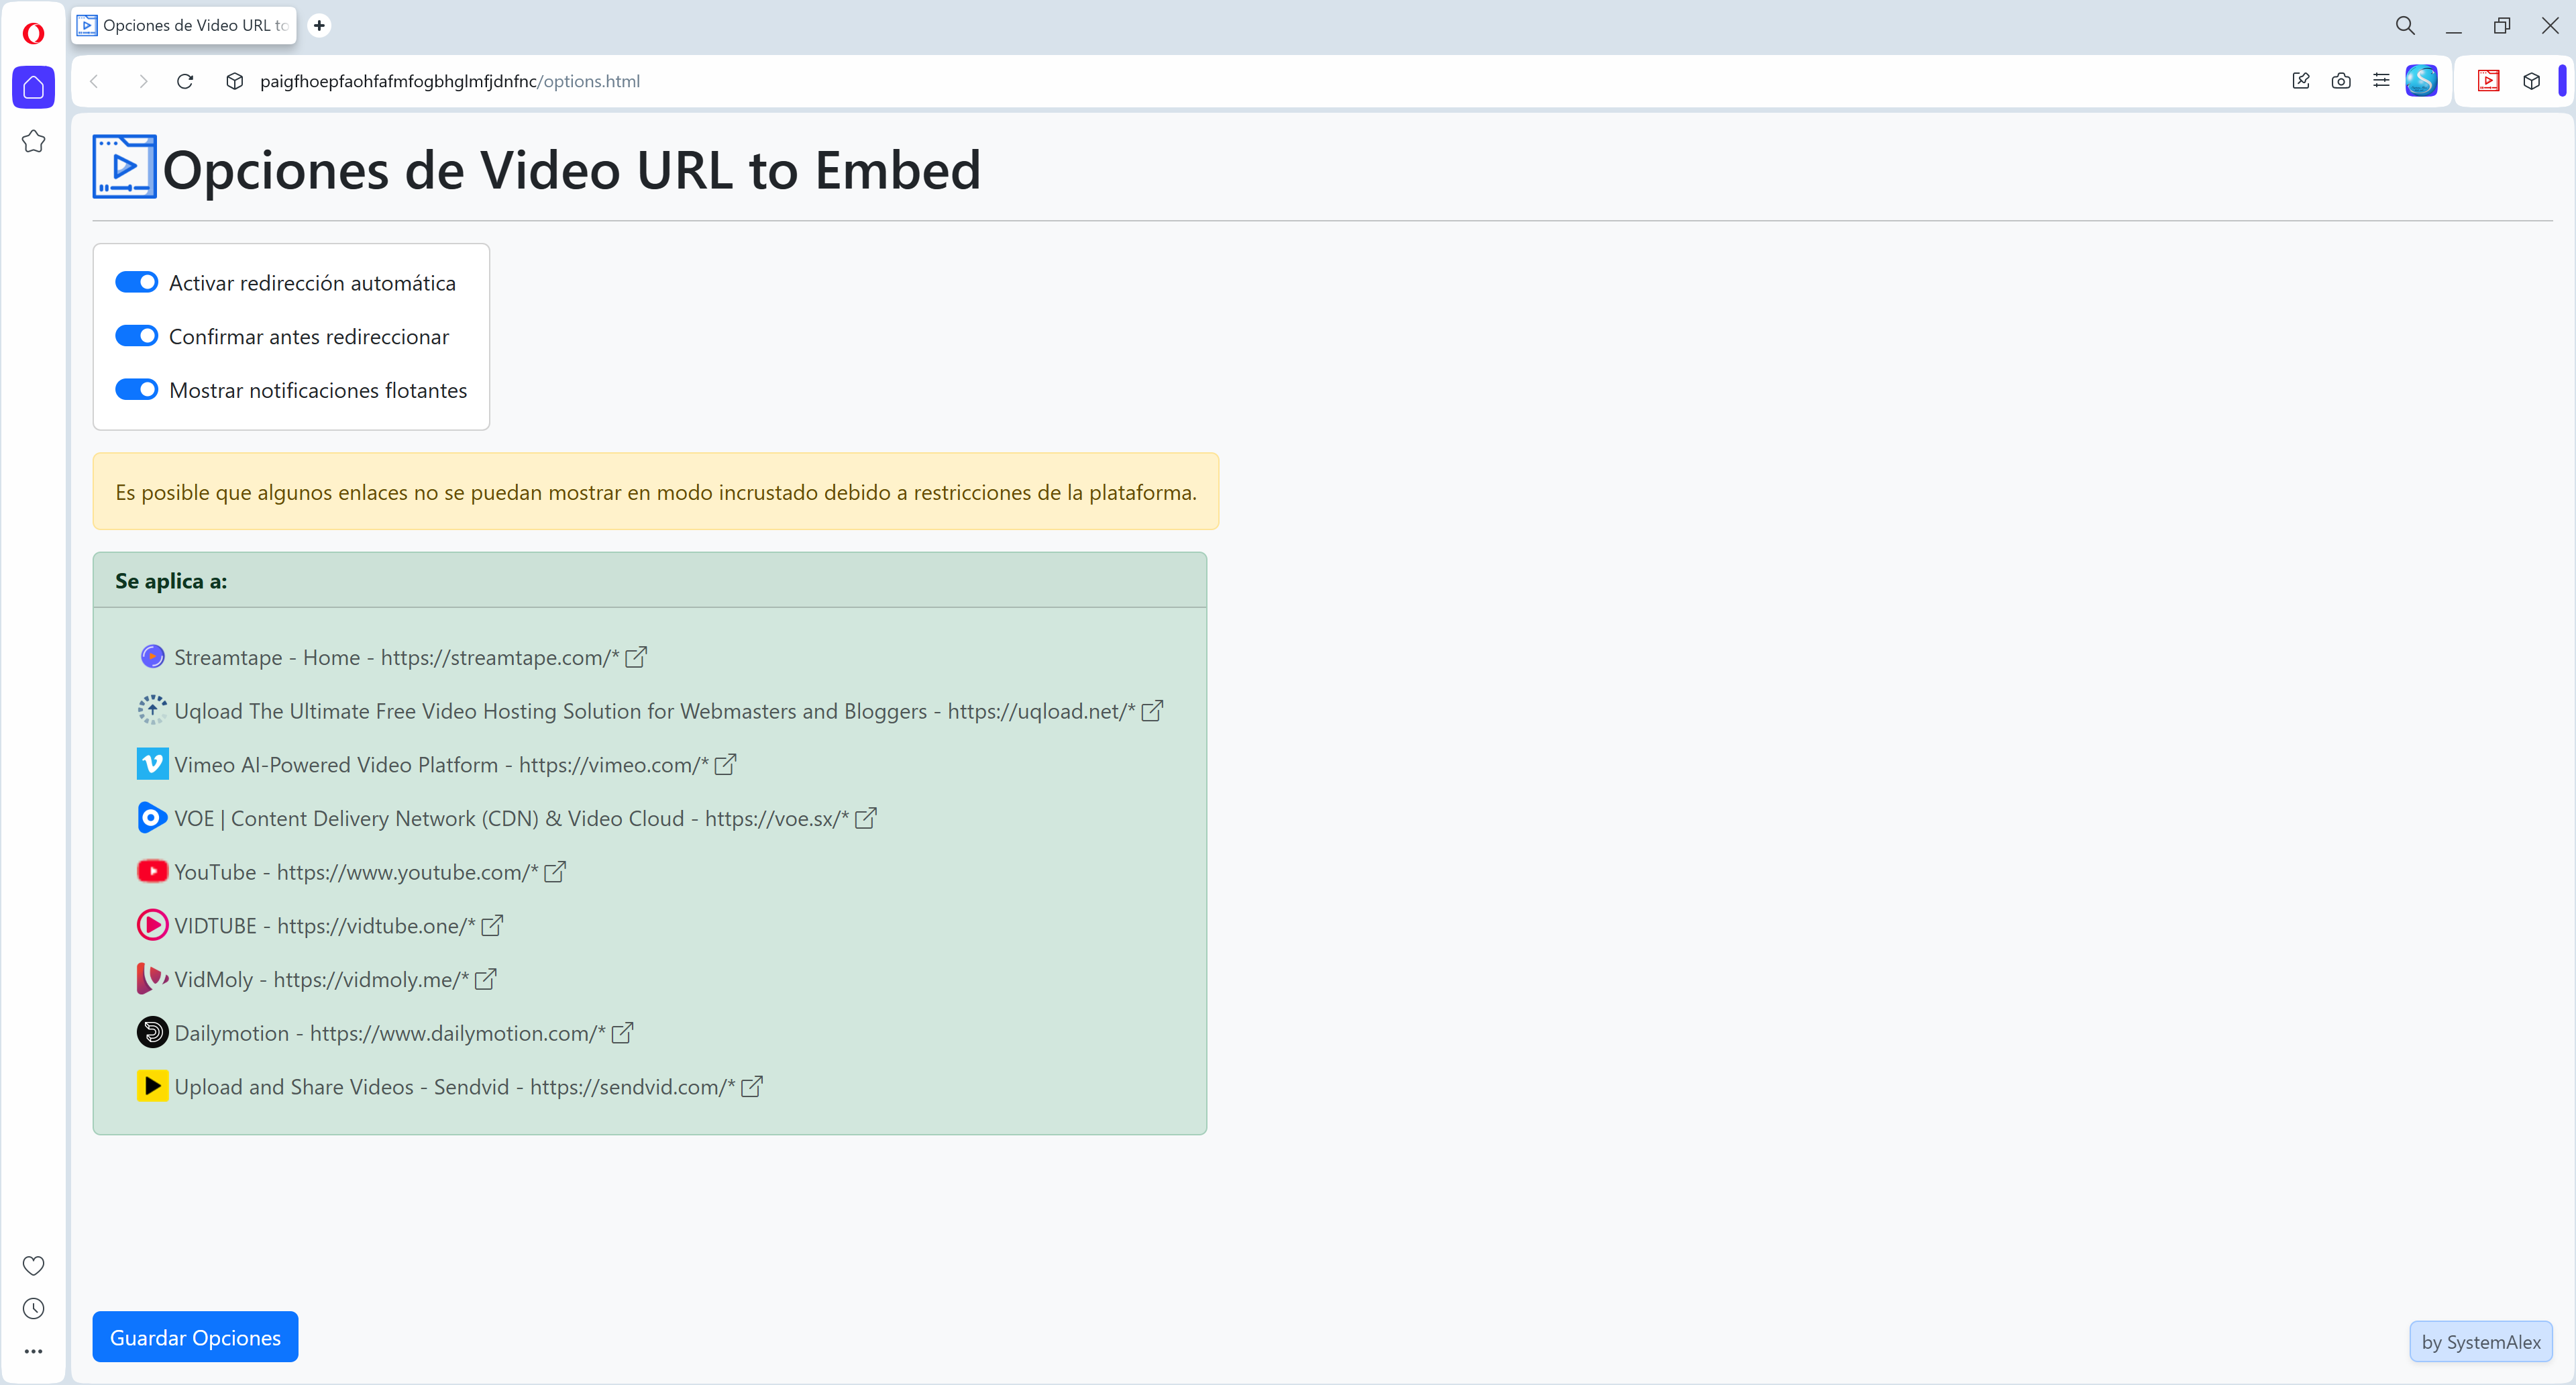 Opciones de Video URL to
paigfhoepfaohfafmfogbhglmfjdnfnc/options.html
Opciones de Video URL to Embed
Activar redirección automática
Confirmar antes redireccionar
Mostrar notificaciones flotantes
Es posible que algunos enlaces no se puedan mostrar en modo incrustado debido a restricciones de la plataforma.
Se aplica a:
Streamtape - Home - https://streamtape.com/*
Uqload The Ultimate Free Video Hosting Solution for Webmasters and Bloggers - https://uqload.net/*
Vimeo AI-Powered Video Platform - https://vimeo.com/*
VOE | Content Delivery Network (CDN) & Video Cloud - https://voe.sx/*
YouTube - https://www.youtube.com/*
VIDTUBE - https://vidtube.one/*
VidMoly - https://vidmoly.me/*
Dailymotion - https://www.dailymotion.com/*
Upload and Share Videos - Sendvid - https://sendvid.com/*
Guardar Opciones
by SystemAlex